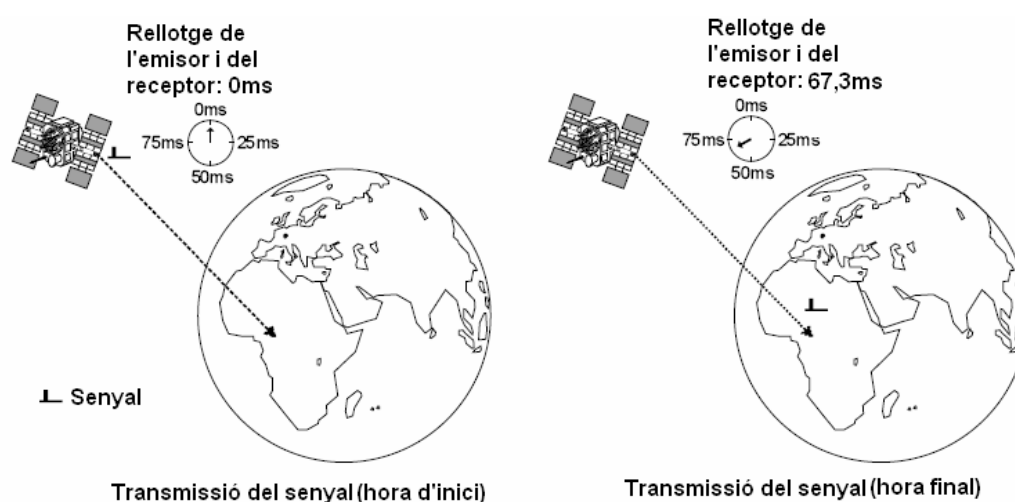 Rellotge de
l'emisor i del
receptor: 0ms
0ms
75ms
25ms
50ms
Senyal
Transmissió del senyal (hora d'inici)
Rellotge de
l'emisor i del
receptor: 67,3ms
0ms
75ms
25ms
50ms
Transmissió del senyal (hora final)